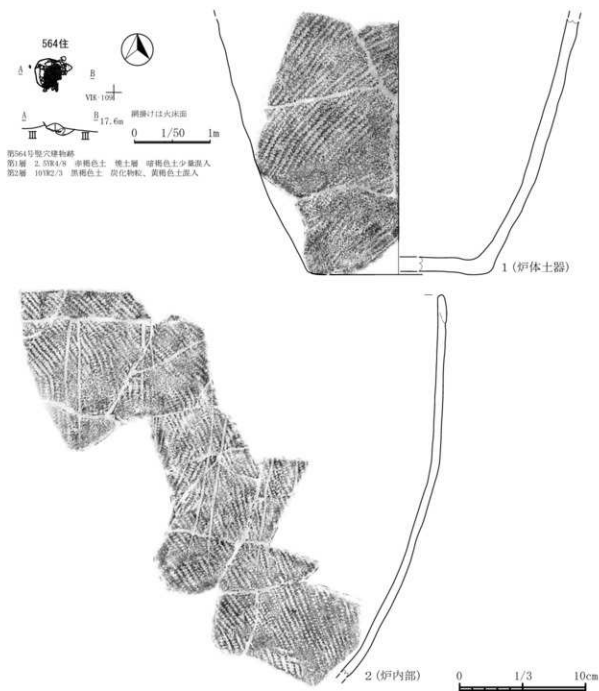 564住
A
B
VIE-109
A
B 17.6m
網掛けは火床面
Ⅲ
Ⅲ
0 1/50 1m
第564号竪穴建物跡
第1層 2.5YR4/8 赤褐色土 焼土層 暗褐色土少量混入
第2層 10YR2/3 黒褐色土 炭化物粒、黄褐色土混入
1 (炉体土器)
2 (炉内部)
0 1/3 10cm